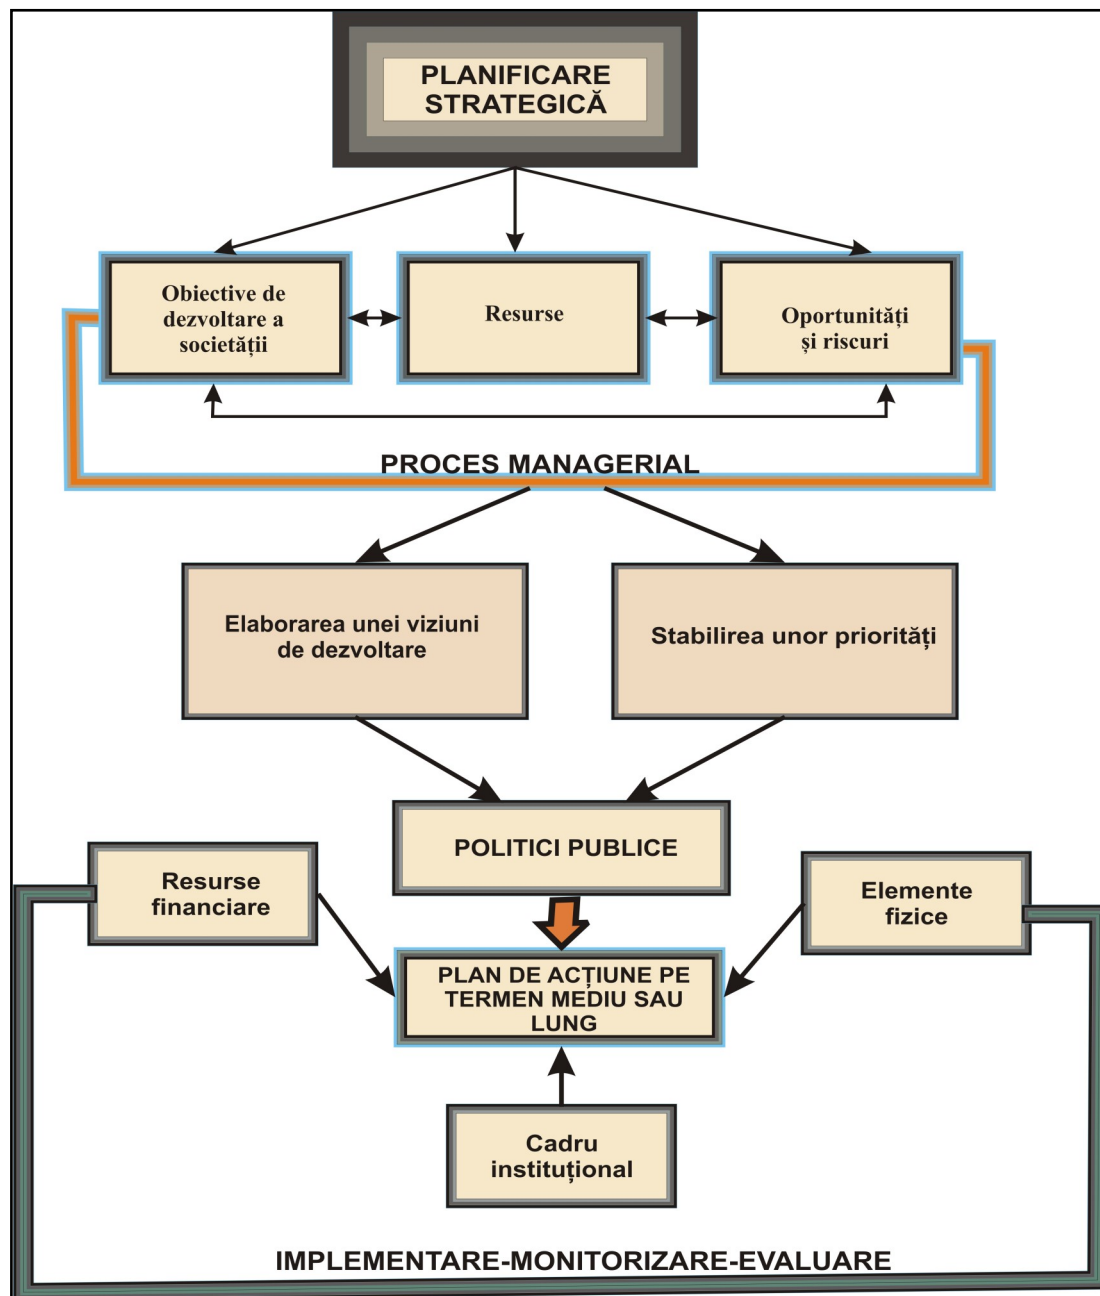 PLANIFICARE
STRATEGICĂ
Obiective de
dezvoltare a
societății
Resurse
Oportunități
și riscuri
PROCES MANAGERIAL
Elaborarea unei viziuni
de dezvoltare
Stabilirea unor priorități
POLITICI PUBLICE
Resurse
financiare
Elemente
fizice
PLAN DE ACȚIUNE PE
TERMEN MEDIU SAU
LUNG
Cadru
instituțonal
IMPLEMENTARE-MONITORIZARE-EVALUARE